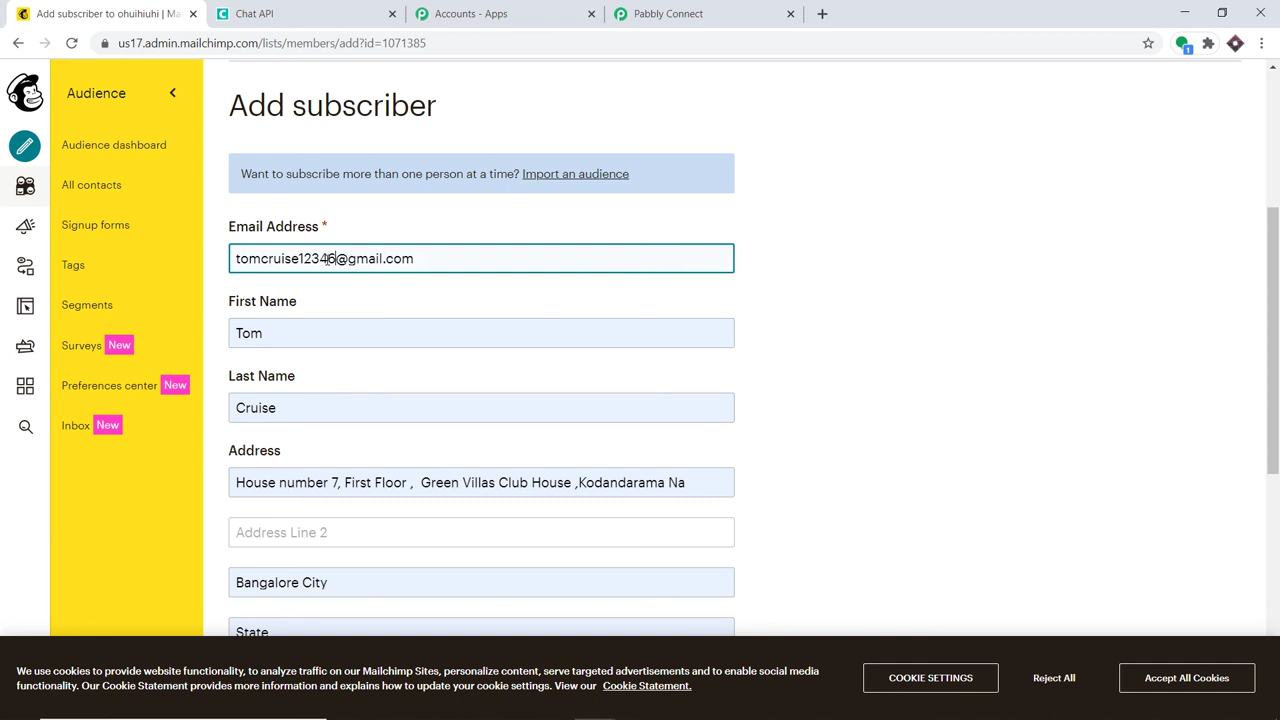 Add subscriber to ohuihiuhi | Ma
Chat API
Accounts - Apps
Pabbly Connect
us17.admin.mailchimp.com/lists/members/add?id=1071385
1
Audience
Audience dashboard
All contacts
Signup forms
Tags
Segments
Surveys New
Preferences center New
Inbox New
Add subscriber
Want to subscribe more than one person at a time? Import an audience
Email Address *
tomcruise12346@gmail.com
First Name
Tom
Last Name
Cruise
Address
House number 7, First Floor , Green Villas Club House ,Kodandarama Na
Address Line 2
Bangalore City
State
We use cookies to provide website functionality, to analyze traffic on our Mailchimp Sites, personalize content, serve targeted advertisements and to enable social media
functionality. Our Cookie Statement provides more information and explains how to update your cookie settings. View our Cookie Statement.
COOKIE SETTINGS
Reject All
Accept All Cookies